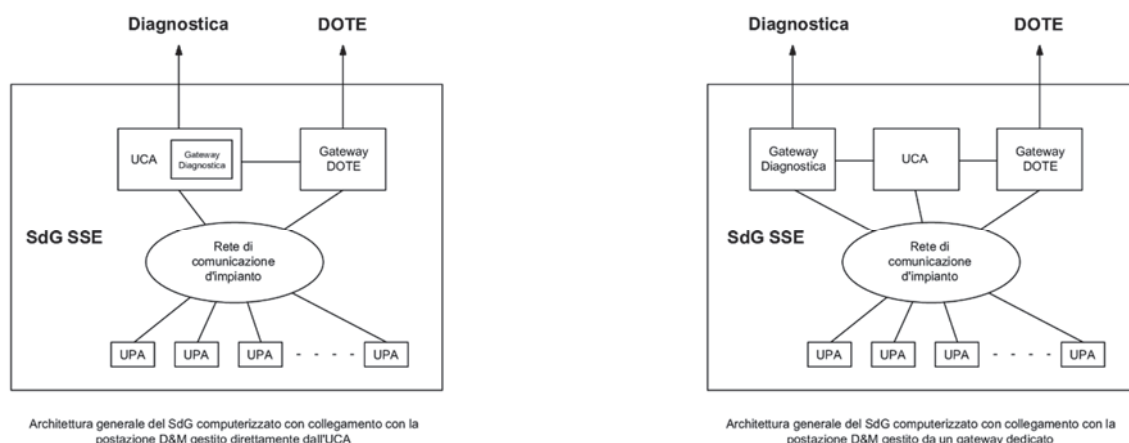 Diagnostica
DOTE
UCA
Gateway
Diagnostica
Gateway
DOTE
SdG SSE
Rete di
comunicazione
d'impianto
UPA
UPA
UPA
- - - -
UPA
Architettura generale del SdG computerizzato con collegamento con la
postazione D&M gestito direttamente dall'UCA
Diagnostica
DOTE
Gateway
Diagnostica
UCA
Gateway
DOTE
SdG SSE
Rete di
comunicazione
d'impianto
UPA
UPA
UPA
- - - -
UPA
Architettura generale del SdG computerizzato con collegamento con la
postazione D&M gestito da un gateway dedicato